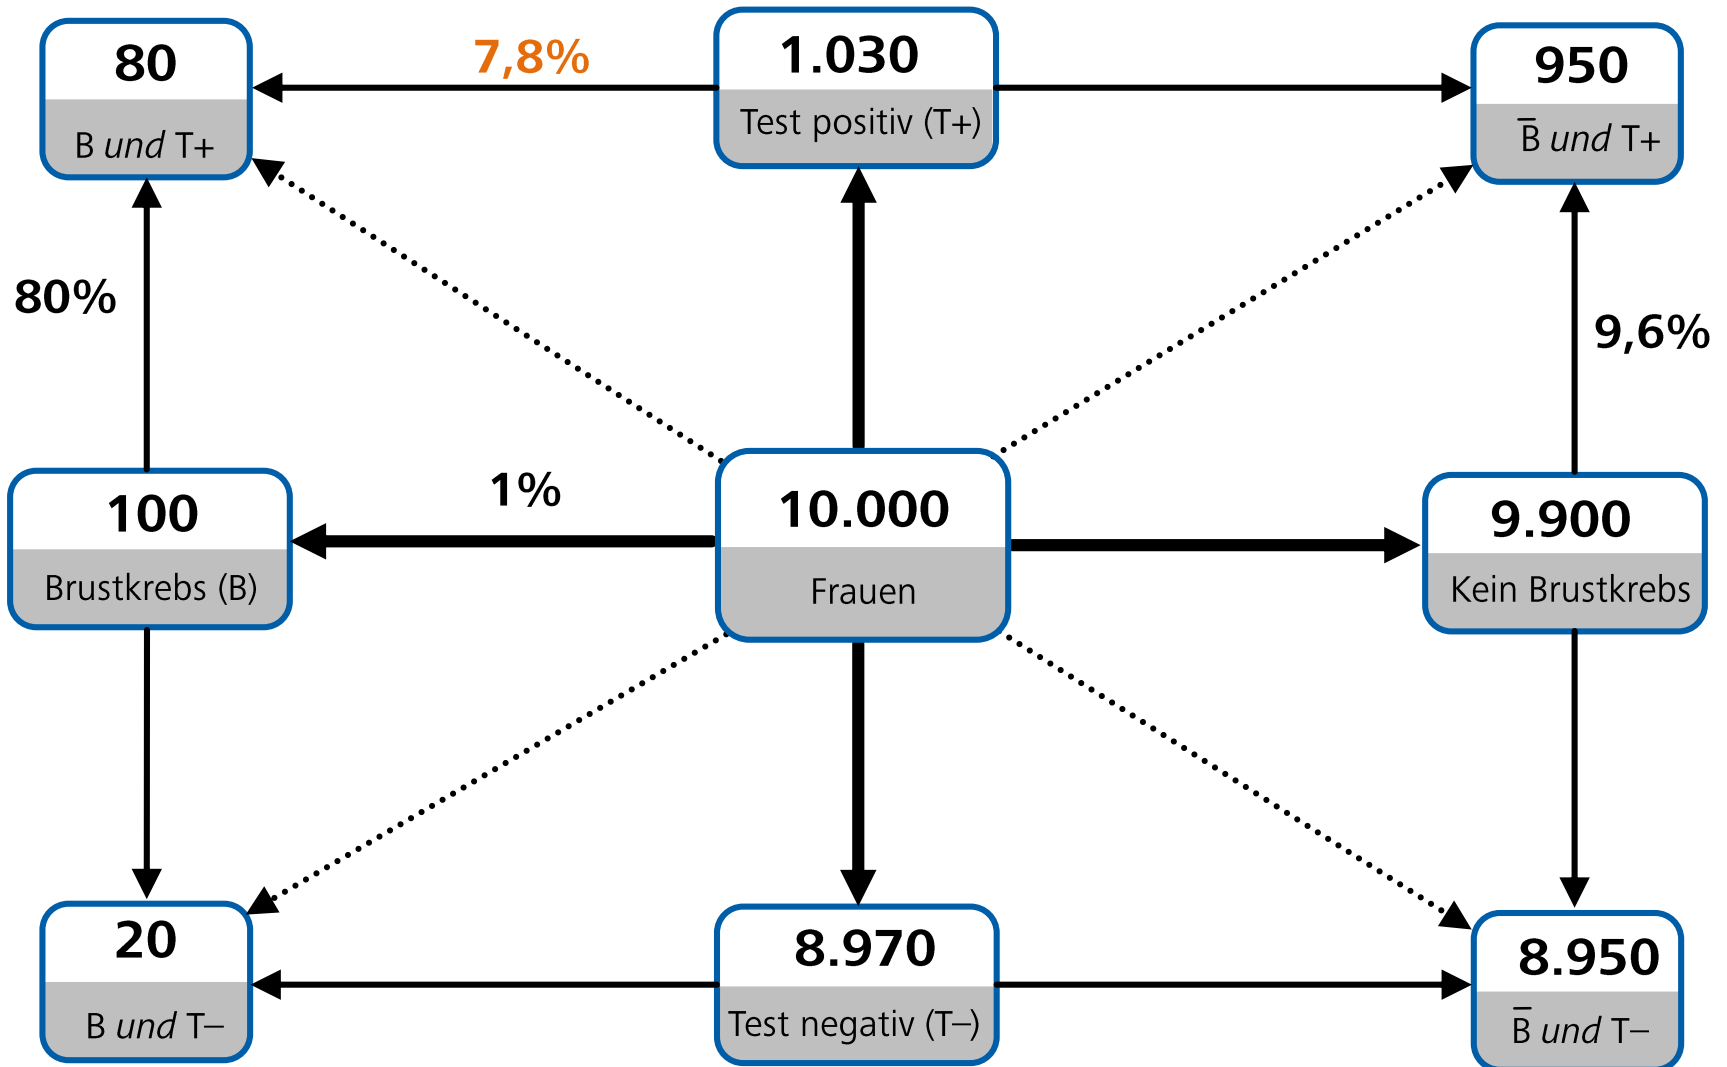 80
B und T+
7,8%
1.030
Test positiv (T+)
950
B̅ und T+
80%
9,6%
100
Brustkrebs (B)
1%
10.000
Frauen
9.900
Kein Brustkrebs
20
B und T–
8.970
Test negativ (T–)
8.950
B̅ und T–